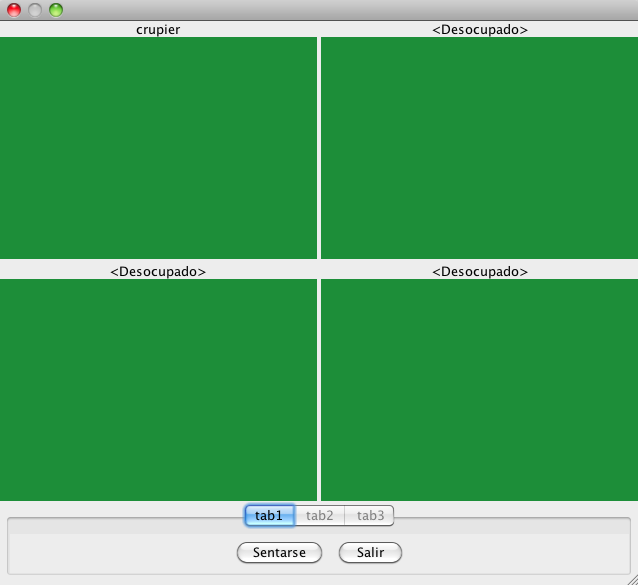 crupier
<Desocupado>
<Desocupado>
<Desocupado>
tab1 tab2 tab3
Sentarse Salir